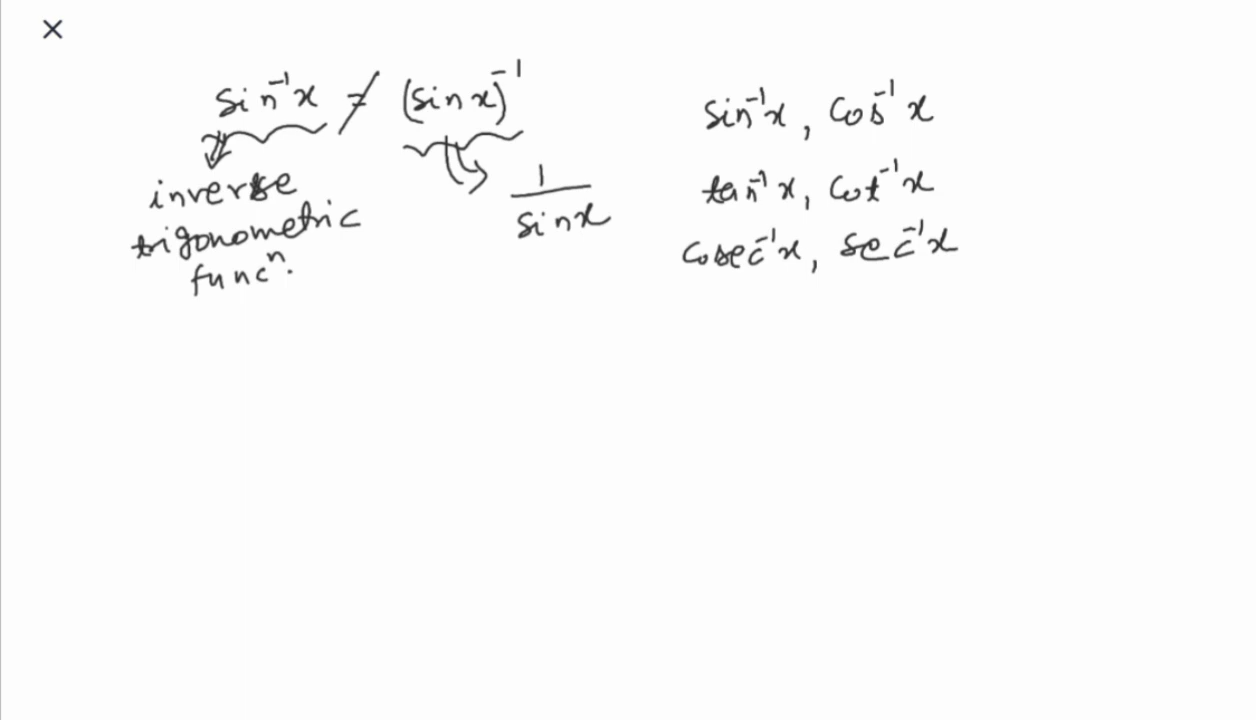 sin⁻¹x ≠ (sin x)⁻¹
inverse
trigonometric
funcⁿ.
1
sinx
sin⁻¹x, cos⁻¹x
tan⁻¹x, cot⁻¹x
cosec⁻¹x, sec⁻¹x